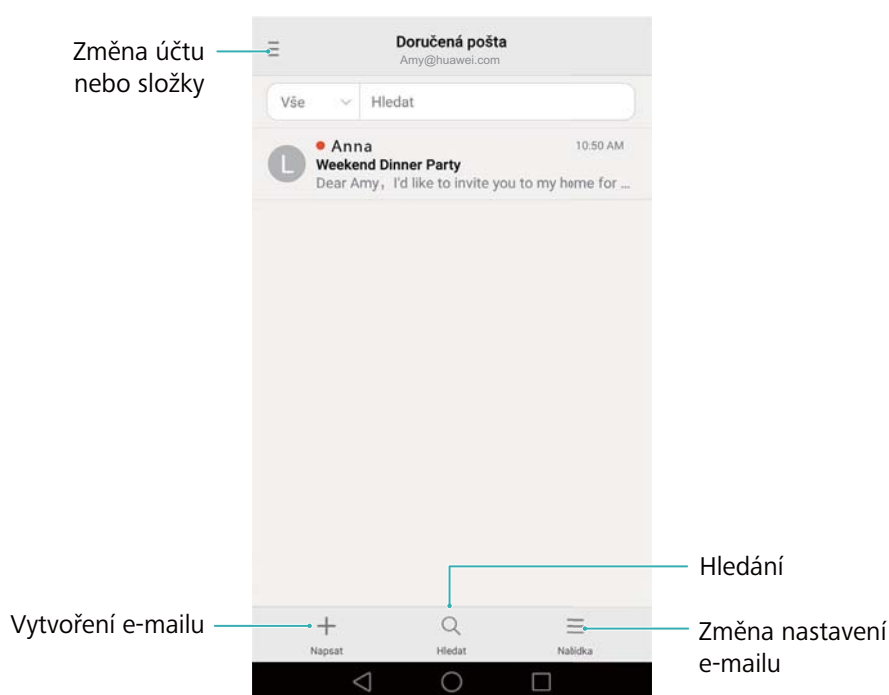 Změna účtu
nebo složky
Doručená pošta
Amy@huawei.com
Vše
Hledat
L
Anna
10:50 AM
Weekend Dinner Party
Dear Amy， I'd like to invite you to my home for ...
Hledání
Vytvoření e-mailu
Změna nastavení
e-mailu
Napsat
Hledat
Nabídka